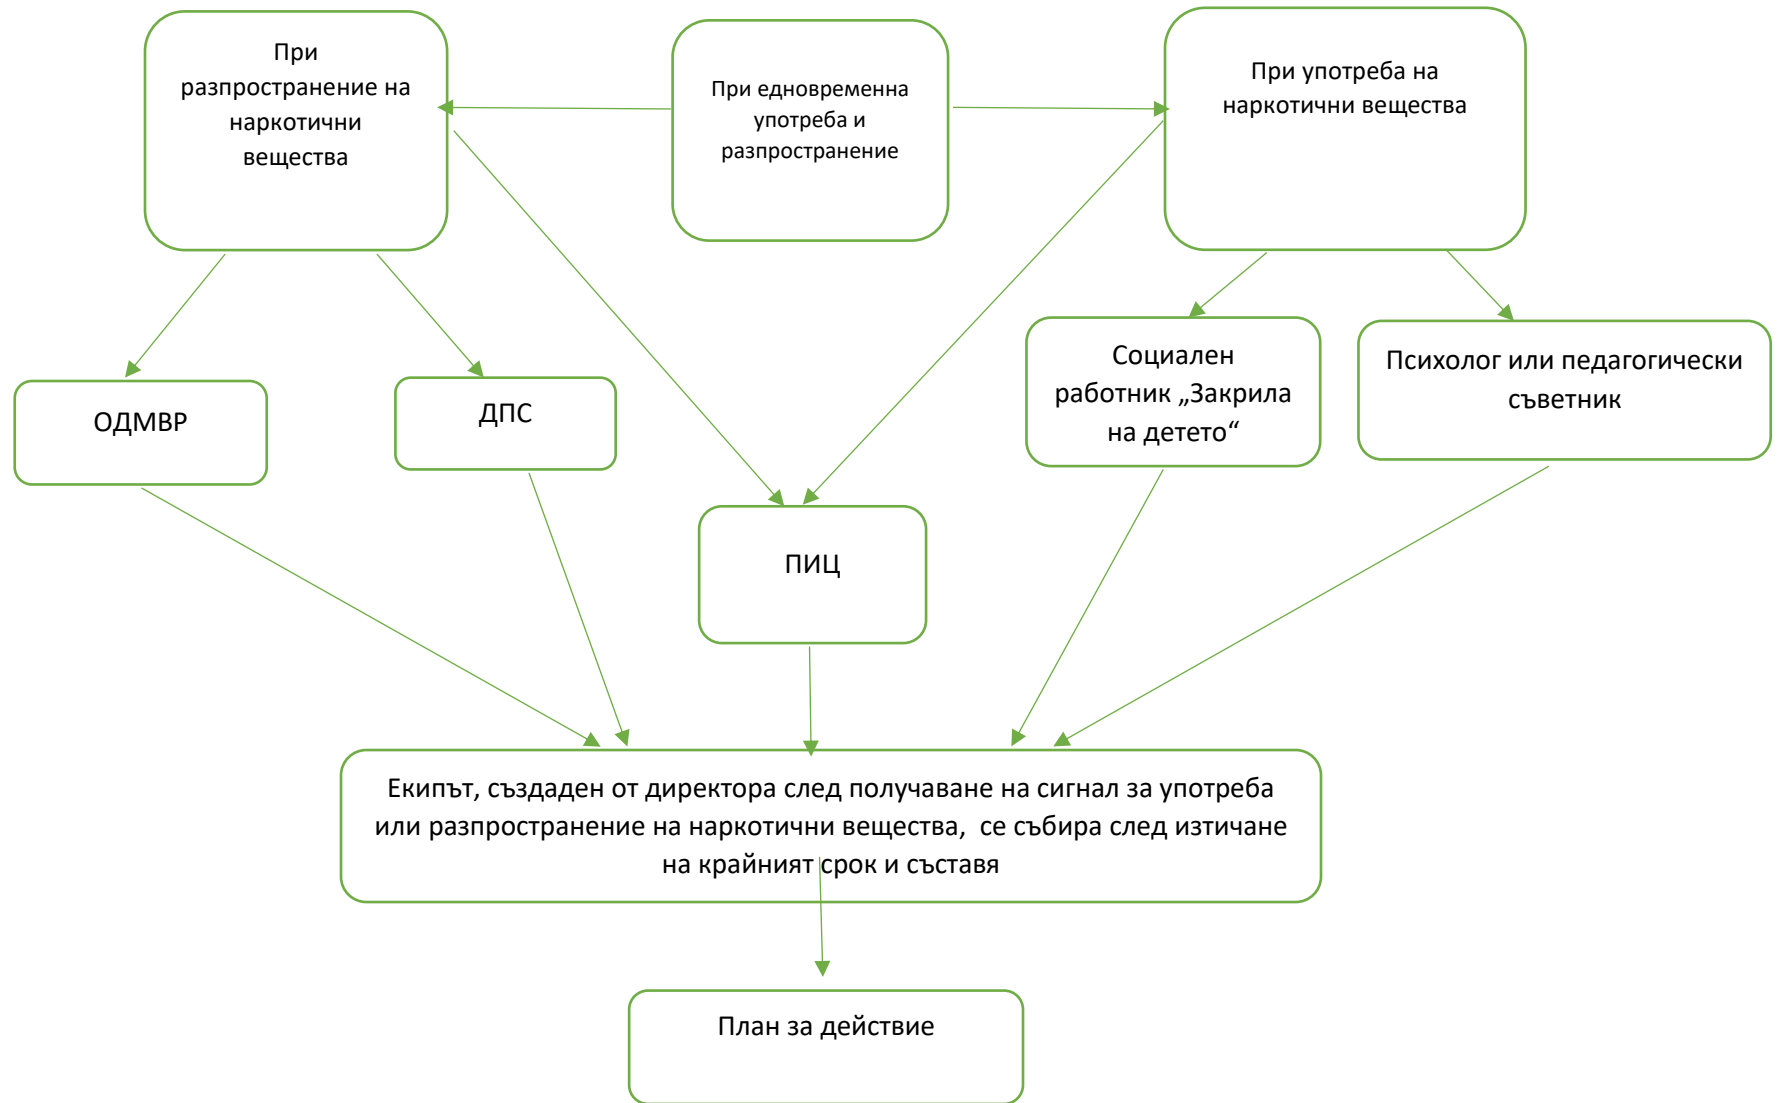 При
разпространение на
наркотични
вещества
При едновременна
употреба и
разпространение
При употреба на
наркотични вещества
ОДМВР
ДПС
Социален
работник „Закрила
на детето“
Психолог или педагогически
съветник
ПИЦ
Екипът, създаден от директора след получаване на сигнал за употреба
или разпространение на наркотични вещества,  се събира след изтичане
на крайният срок и съставя
План за действие